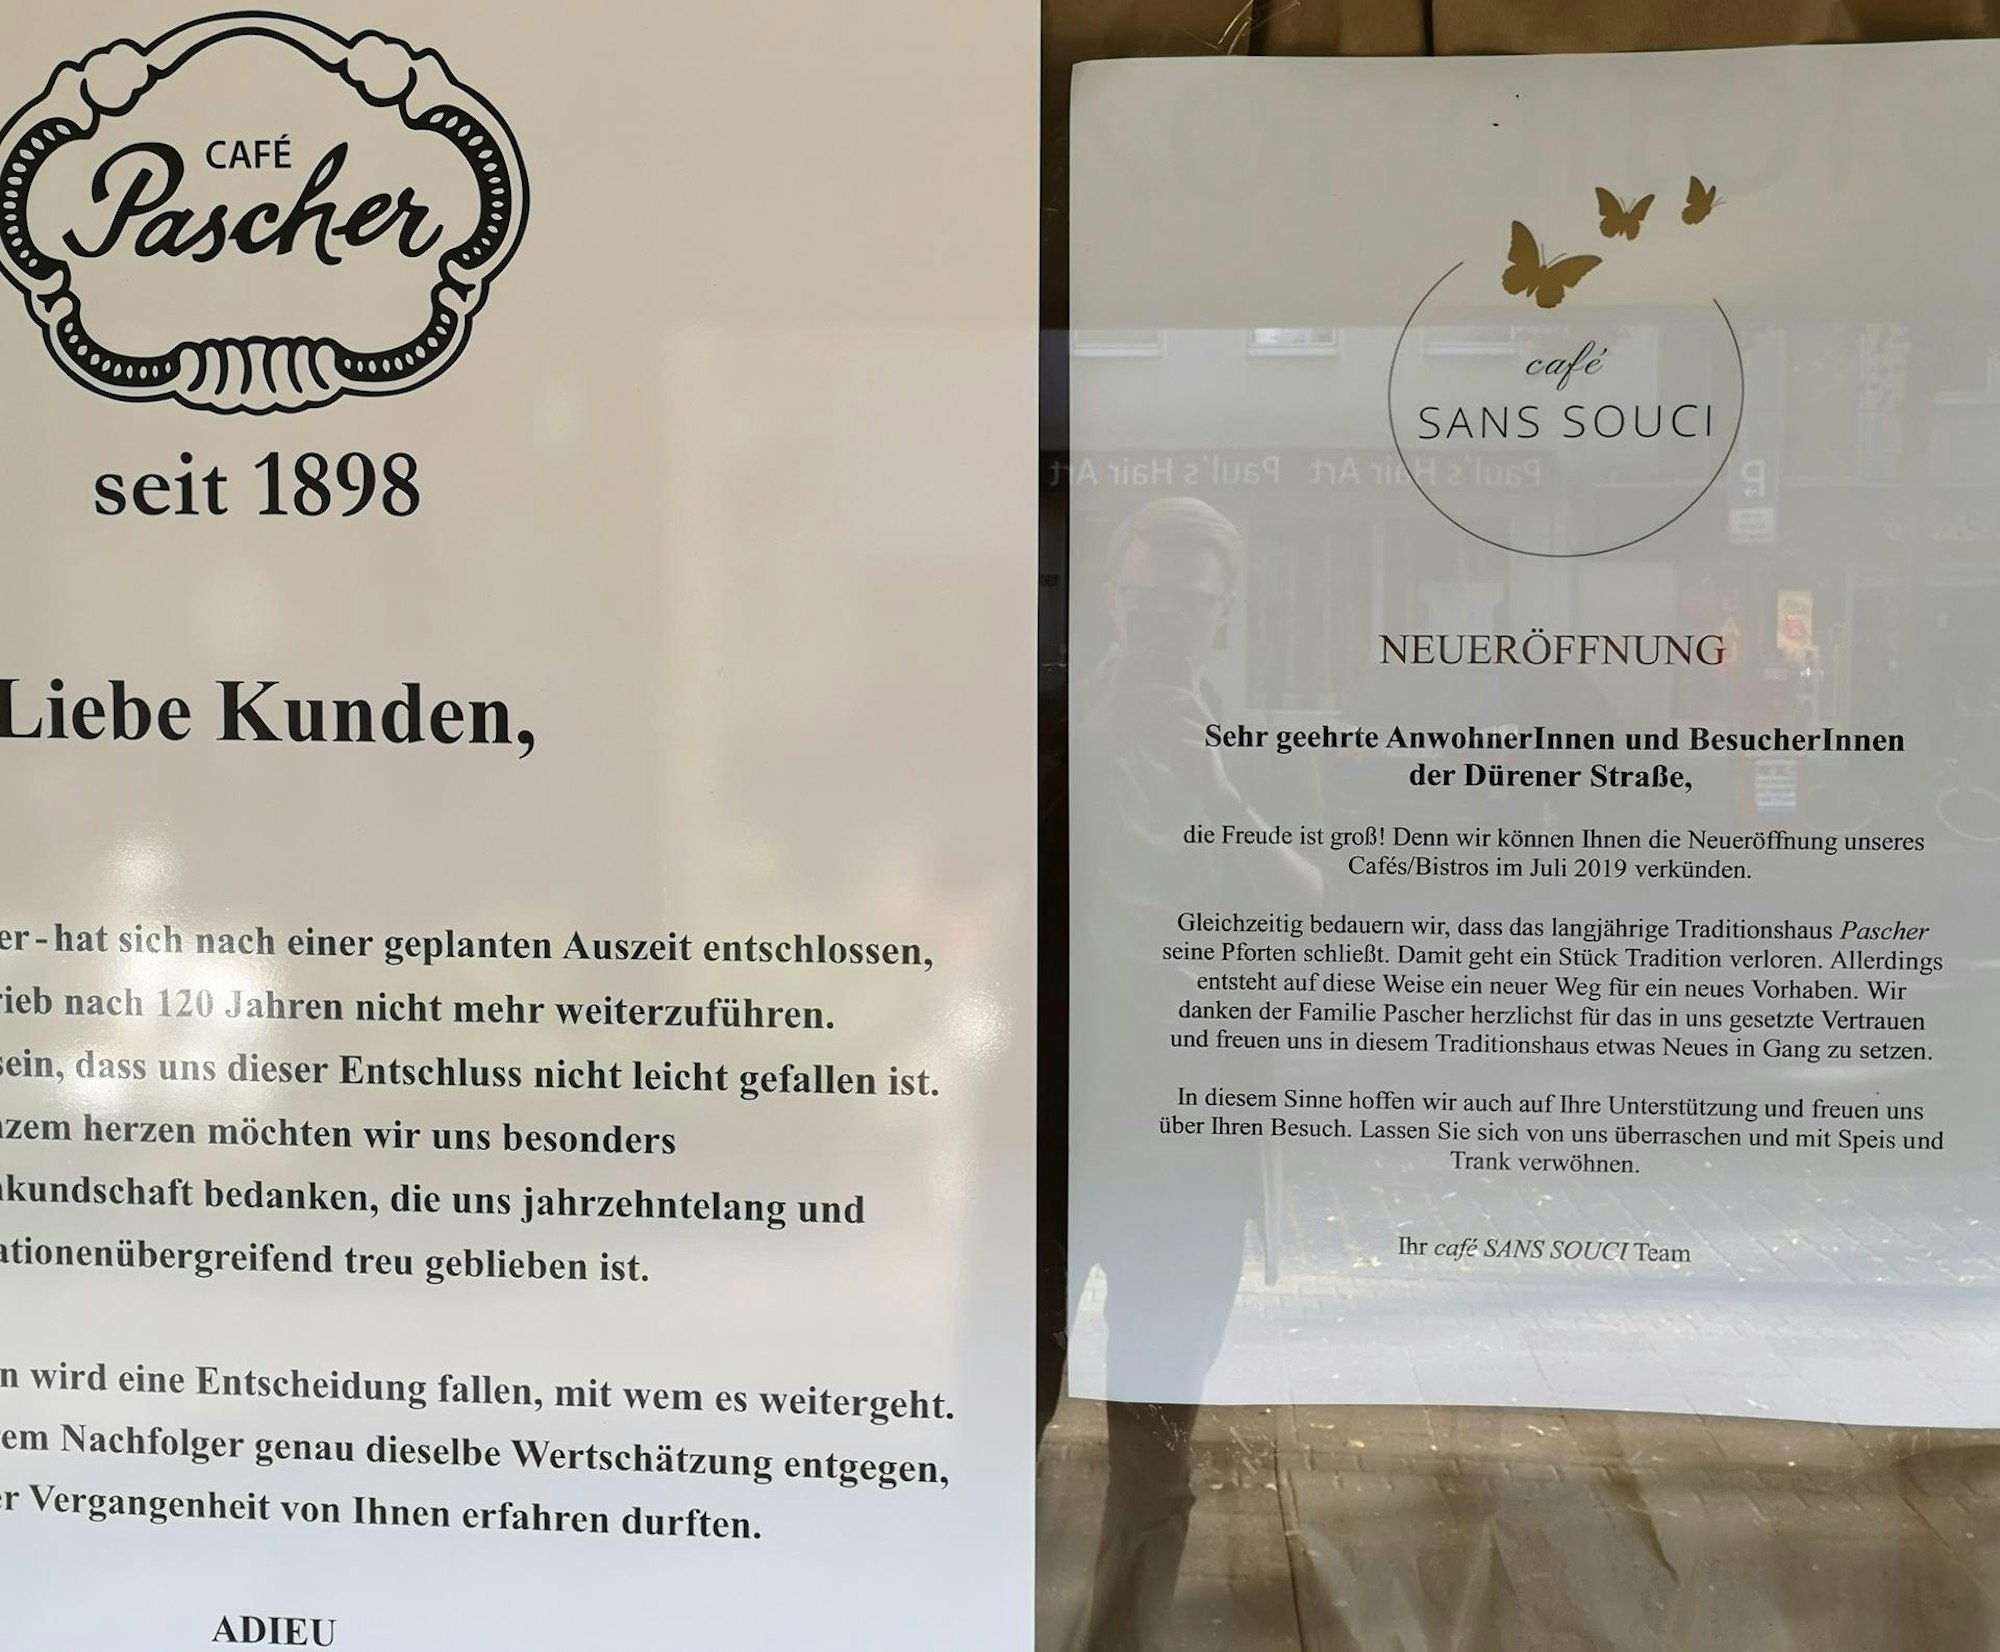 CAFÉ
Pascher
seit 1898
Liebe Kunden,
er - hat sich nach einer geplanten Auszeit entschlossen,
rieb nach 120 Jahren nicht mehr weiterzuführen.
sein, dass uns dieser Entschluss nicht leicht gefallen ist.
nzem herzen möchten wir uns besonders
kundschaft bedanken, die uns jahrzehntelang und
ationenübergreifend treu geblieben ist.
n wird eine Entscheidung fallen, mit wem es weitergeht.
em Nachfolger genau dieselbe Wertschätzung entgegen,
r Vergangenheit von Ihnen erfahren durften.
ADIEU
café
SANS SOUCI
Paul's Hair Art Paul's Hair Art
NEUERÖFFNUNG
Sehr geehrte AnwohnerInnen und BesucherInnen
der Dürener Straße,
die Freude ist groß! Denn wir können Ihnen die Neueröffnung unseres
Cafés/Bistros im Juli 2019 verkünden.
Gleichzeitig bedauern wir, dass das langjährige Traditionshaus Pascher
seine Pforten schließt. Damit geht ein Stück Tradition verloren. Allerdings
entsteht auf diese Weise ein neuer Weg für ein neues Vorhaben. Wir
danken der Familie Pascher herzlichst für das in uns gesetzte Vertrauen
und freuen uns in diesem Traditionshaus etwas Neues in Gang zu setzen.
In diesem Sinne hoffen wir auch auf Ihre Unterstützung und freuen uns
über Ihren Besuch. Lassen Sie sich von uns überraschen und mit Speis und
Trank verwöhnen.
Ihr café SANS SOUCI Team